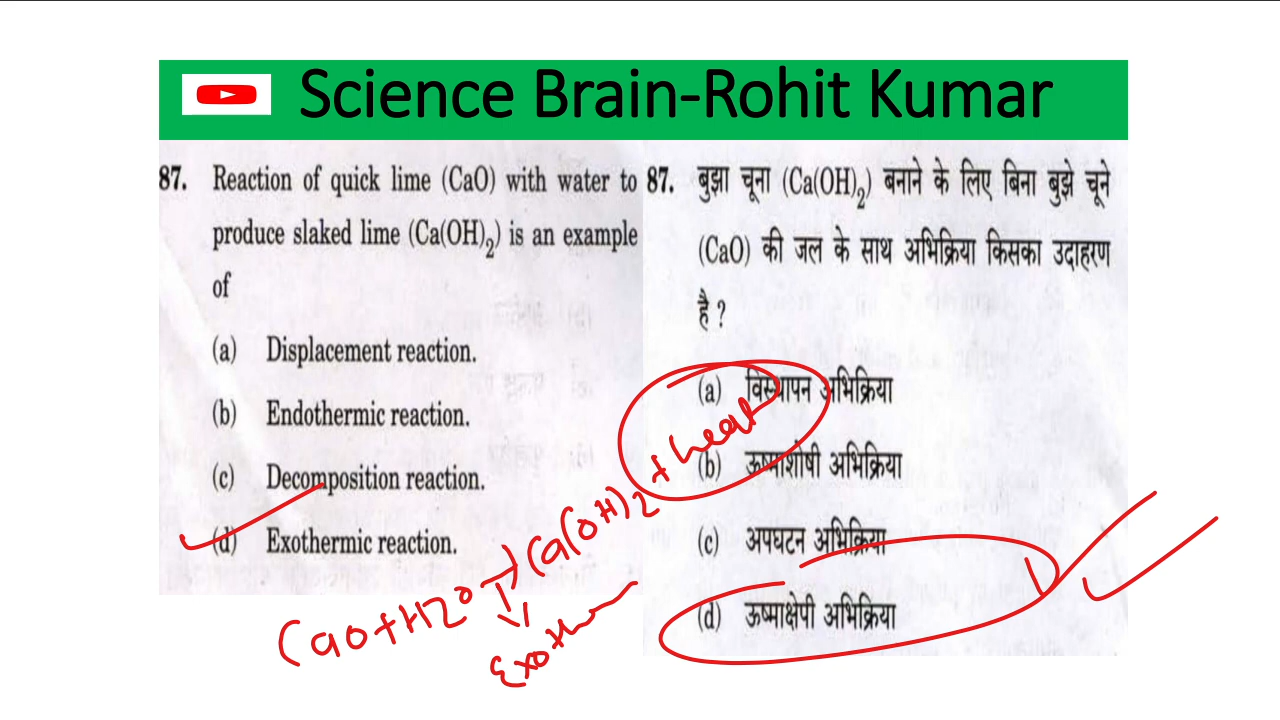 Science Brain-Rohit Kumar
87. Reaction of quick lime (CaO) with water to
produce slaked lime (Ca(OH)₂) is an example
of
(a) Displacement reaction.
(b) Endothermic reaction.
(c) Decomposition reaction.
(d) Exothermic reaction.
87. बुझा चूना (Ca(OH)₂) बनाने के लिए बिना बुझे चूने
(CaO) की जल के साथ अभिक्रिया किसका उदाहरण
है ?
(a) विस्थापन अभिक्रिया
(b) ऊष्माशोषी अभिक्रिया
(c) अपघटन अभिक्रिया
(d) ऊष्माक्षेपी अभिक्रिया
CaO+H2O → Ca(OH)2 + heat